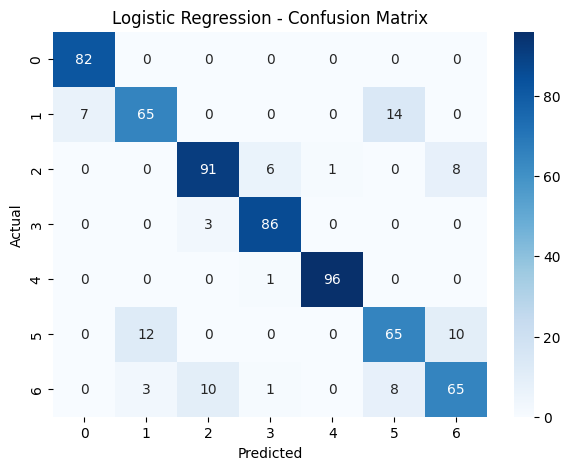 Logistic Regression - Confusion Matrix
0 82 0 0 0 0 0 0
1 7 65 0 0 0 14 0
2 0 0 91 6 1 0 8
3 0 0 3 86 0 0 0
4 0 0 0 1 96 0 0
5 0 12 0 0 0 65 10
6 0 3 10 1 0 8 65
0 1 2 3 4 5 6
Predicted
Actual
80
60
40
20
0